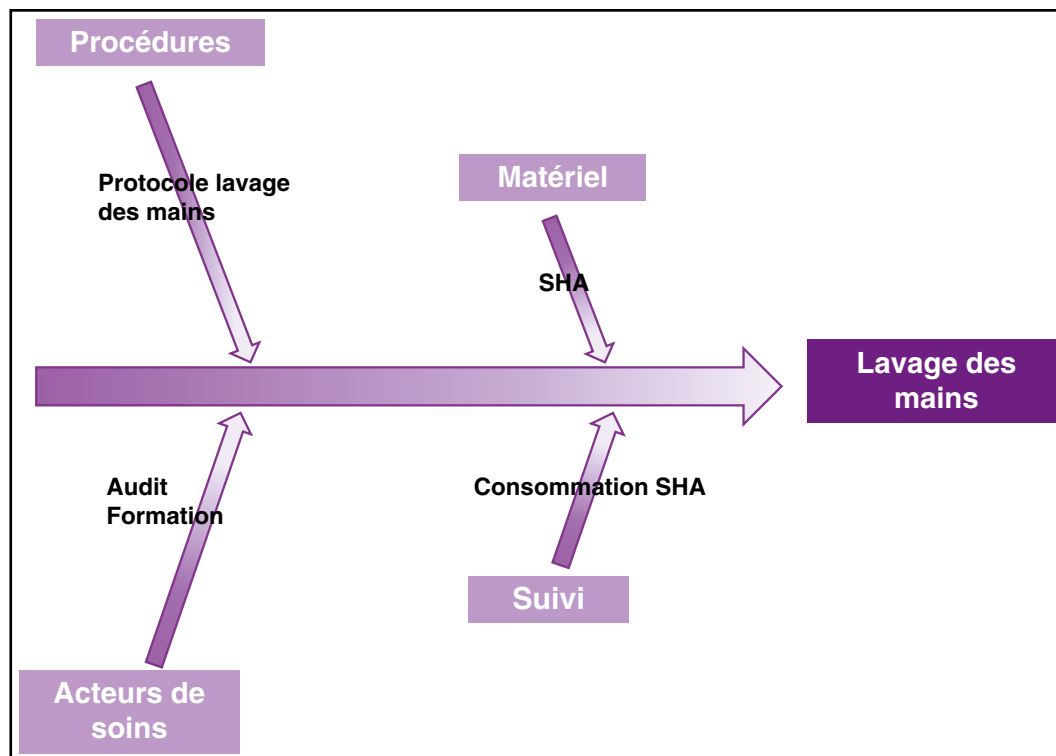 Procédures
Protocole lavage
des mains
Matériel
SHA
Lavage des
mains
Audit
Formation
Consommation SHA
Suivi
Acteurs de
soins